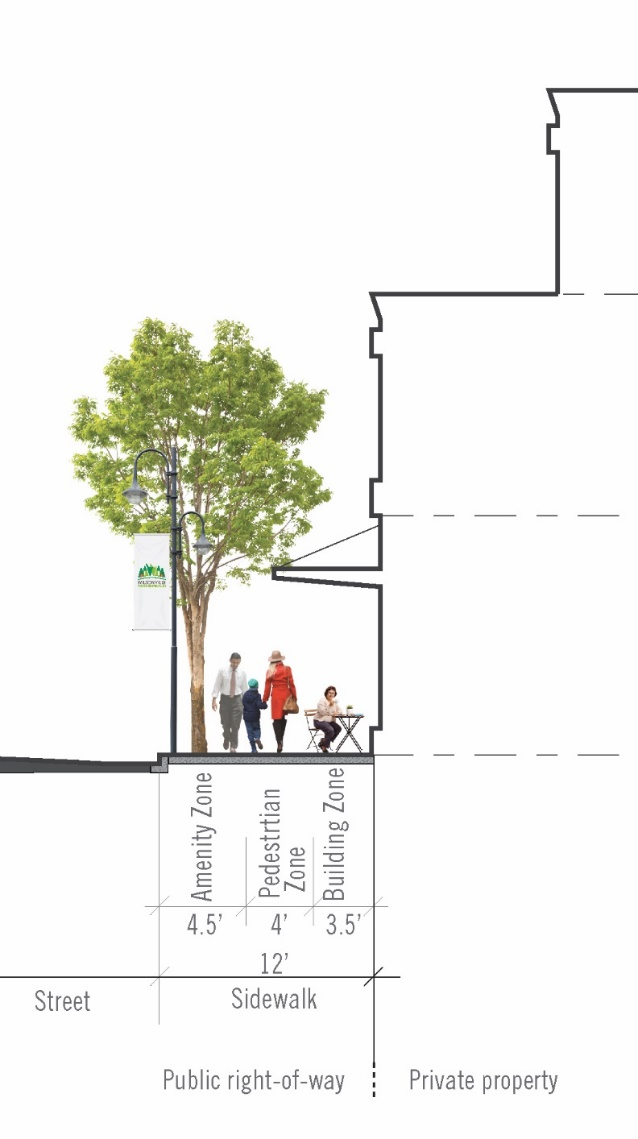 Amenity Zone
Pedestrtian
Zone
Building Zone
4.5’
4’
3.5’
12’
Street
Sidewalk
Public right-of-way
Private property